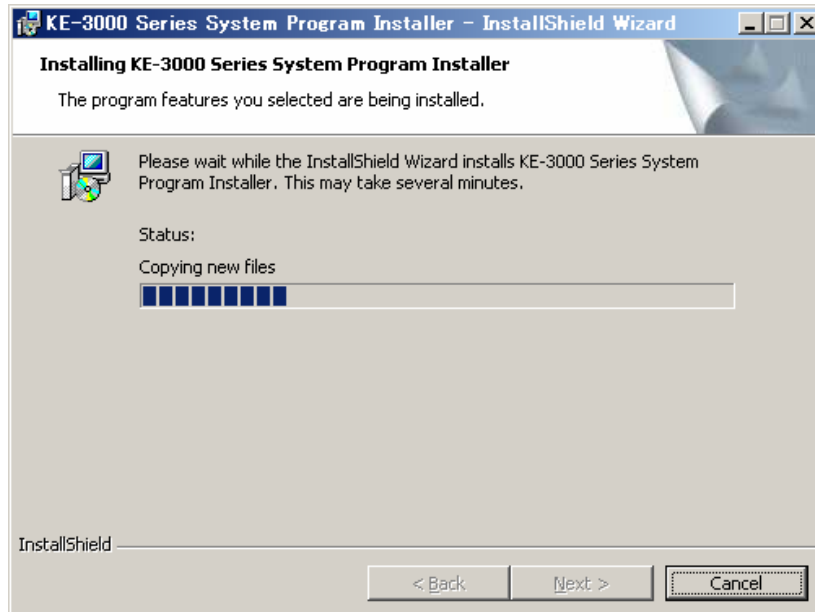 KE-3000 Series System Program Installer - InstallShield Wizard
Installing KE-3000 Series System Program Installer
The program features you selected are being installed.
Please wait while the InstallShield Wizard installs KE-3000 Series System
Program Installer. This may take several minutes.
Status:
Copying new files
InstallShield
< Back
Next >
Cancel